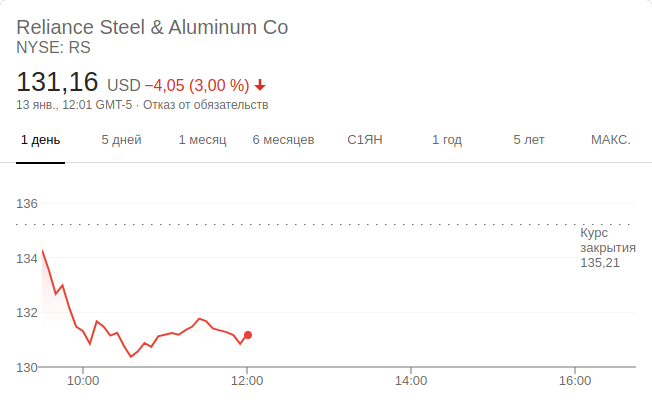 Reliance Steel & Aluminum Co
NYSE: RS
131,16 USD −4,05 (3,00 %)
13 янв., 12:01 GMT-5 · Отказ от обязательств
1 день 5 дней 1 месяц 6 месяцев С1ЯН 1 год 5 лет МАКС.
136
Курс
закрытия
135,21
134
132
130
10:00 12:00 14:00 16:00